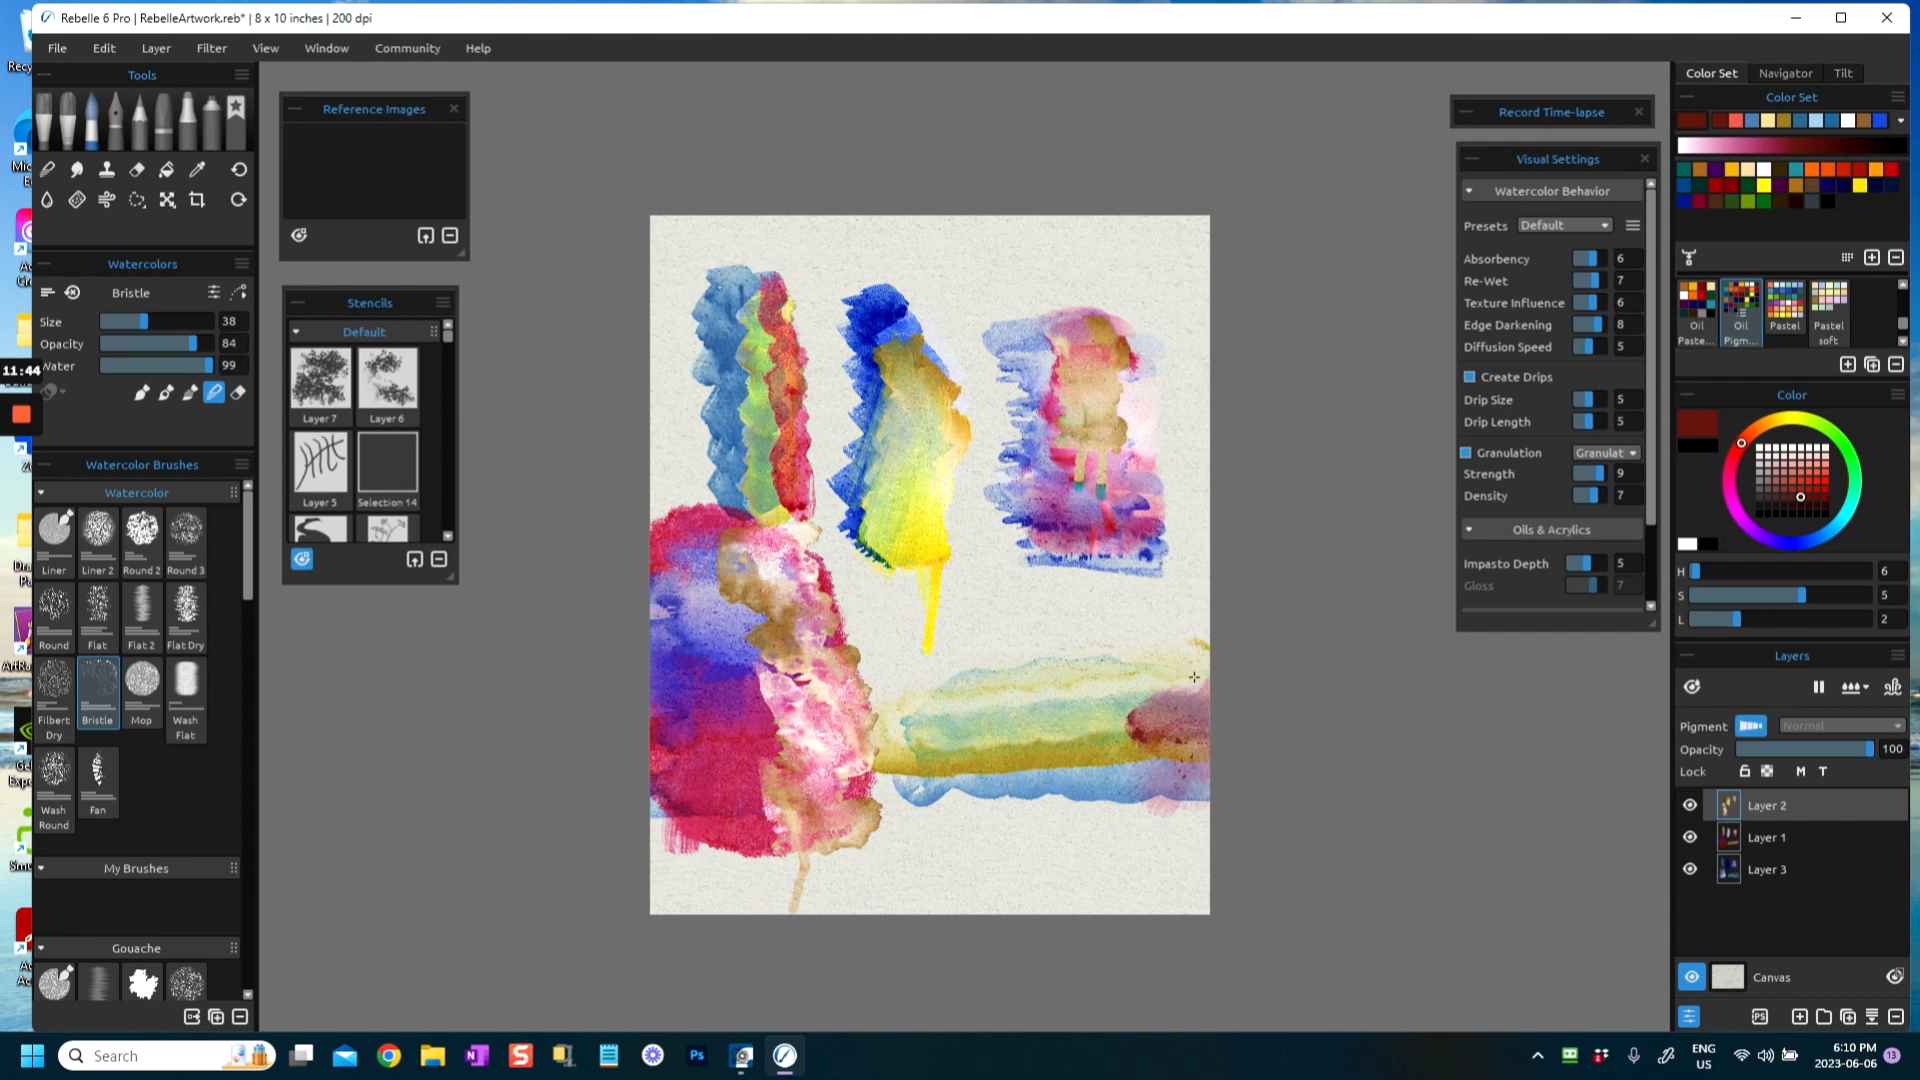 Rebelle 6 Pro | RebelleArtwork.reb* | 8 x 10 inches | 200 dpi
File Edit Layer Filter View Window Community Help
Tools
Watercolors
Bristle
Size 38
Opacity 84
Water 99
11:44
Watercolor Brushes
Watercolor
Liner Liner 2 Round 2 Round 3
Round Flat Flat 2 Flat Dry
Filbert Dry Bristle Mop Wash Flat
Wash Round Fan
My Brushes
Gouache
Reference Images
Stencils
Default
Layer 7 Layer 6
Layer 5 Selection 14
Record Time-lapse
Visual Settings
Watercolor Behavior
Presets Default
Absorbency 6
Re-Wet 7
Texture Influence 6
Edge Darkening 8
Diffusion Speed 5
Create Drips
Drip Size 5
Drip Length 5
Granulation Granulat
Strength 9
Density 7
Oils & Acrylics
Impasto Depth 5
Gloss 7
Color Set Navigator Tilt
Color Set
Oil Paste... Oil Pigm... Pastel Pastel soft
Color
H 6
S 5
L 2
Layers
Pigment Normal
Opacity 100
Lock M T
Layer 2
Layer 1
Layer 3
Canvas
PS
Search
Ps
ENG
US
6:10 PM
2023-06-06
13